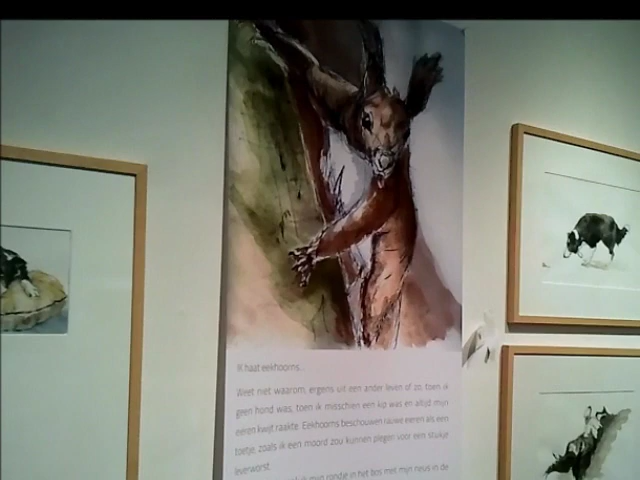 Ik haat eekhoorns...
Weet niet waarom, ergens uit een ander leven of zo, toen ik
geen hond was, toen ik misschien een kip was en altijd mijn
eieren kwijt raakte. Eekhoorns beschouwen rauwe eieren als een
toetje, zoals ik een moord zou kunnen plegen voor een stukje
leverworst.
ik mijn rondje in het bos met mijn neus in de